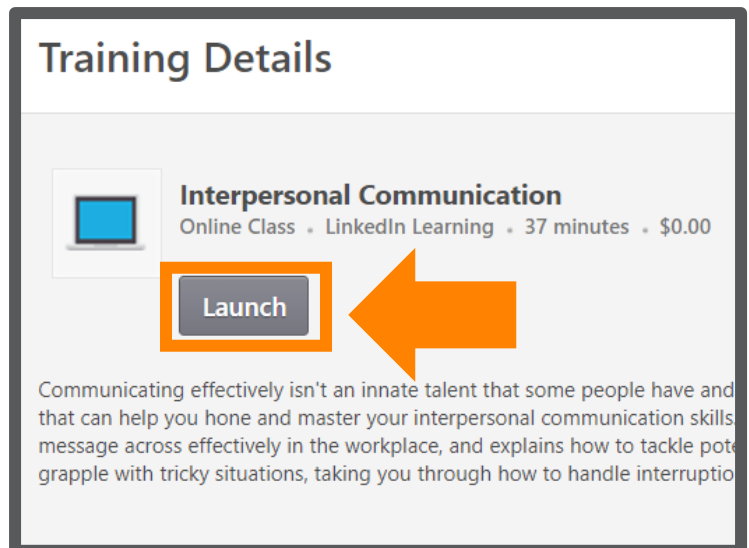 Training Details
Interpersonal Communication
Online Class . LinkedIn Learning . 37 minutes . $0.00
Launch
Communicating effectively isn't an innate talent that some people have and
that can help you hone and master your interpersonal communication skills.
message across effectively in the workplace, and explains how to tackle pote
grapple with tricky situations, taking you through how to handle interruptio